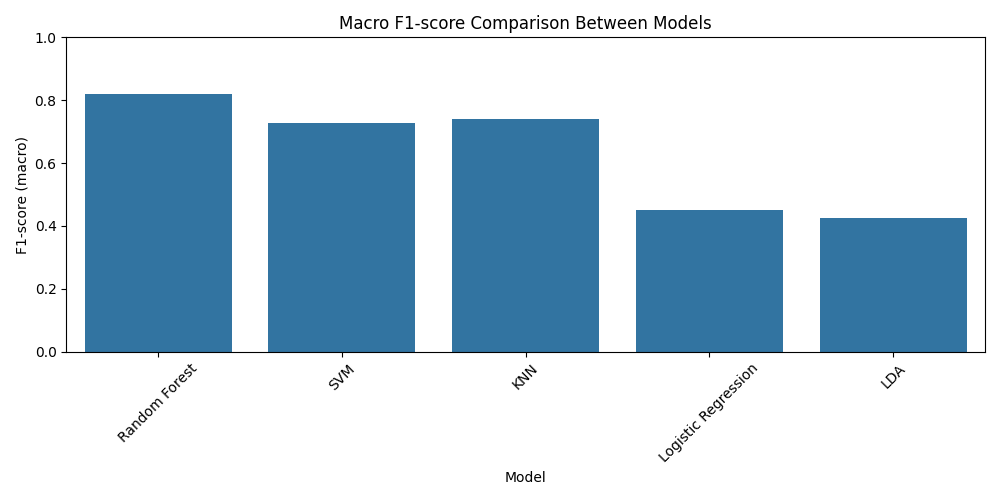 Macro F1-score Comparison Between Models
F1-score (macro)
1.0
0.8
0.6
0.4
0.2
0.0
Random Forest
SVM
KNN
Logistic Regression
LDA
Model